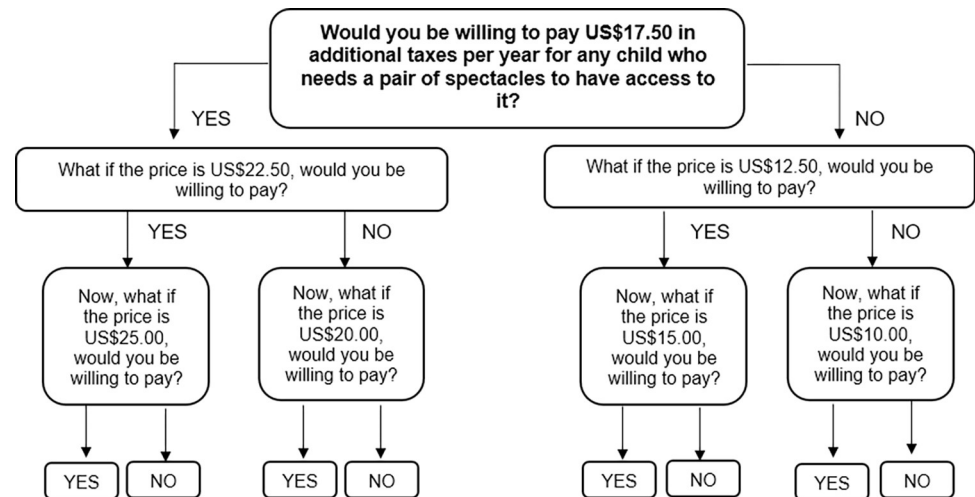 Would you be willing to pay US$17.50 in
additional taxes per year for any child who
needs a pair of spectacles to have access to
it?
YES
NO
What if the price is US$22.50, would you be
willing to pay?
What if the price is US$12.50, would you be
willing to pay?
YES
NO
YES
NO
Now, what if
the price is
US$25.00,
would you be
willing to pay?
Now, what if
the price is
US$20.00,
would you be
willing to pay?
Now, what if
the price is
US$15.00,
would you be
willing to pay?
Now, what if
the price is
US$10.00,
would you be
willing to pay?
YES
NO
YES
NO
YES
NO
YES
NO